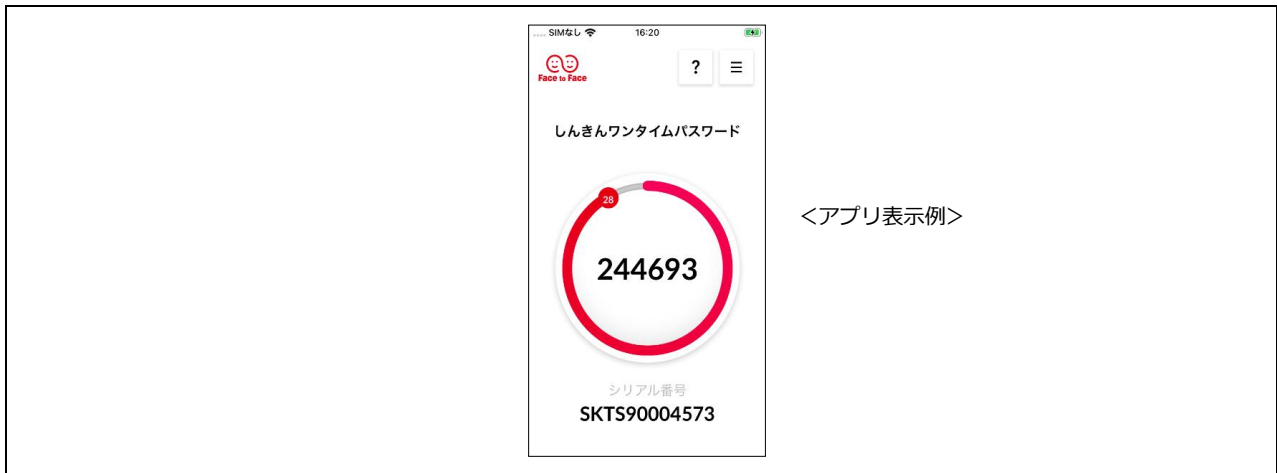 SIMなし 16:20
Face to Face
?
しんきんワンタイムパスワード
28
244693
シリアル番号
SKTS90004573
＜アプリ表示例＞